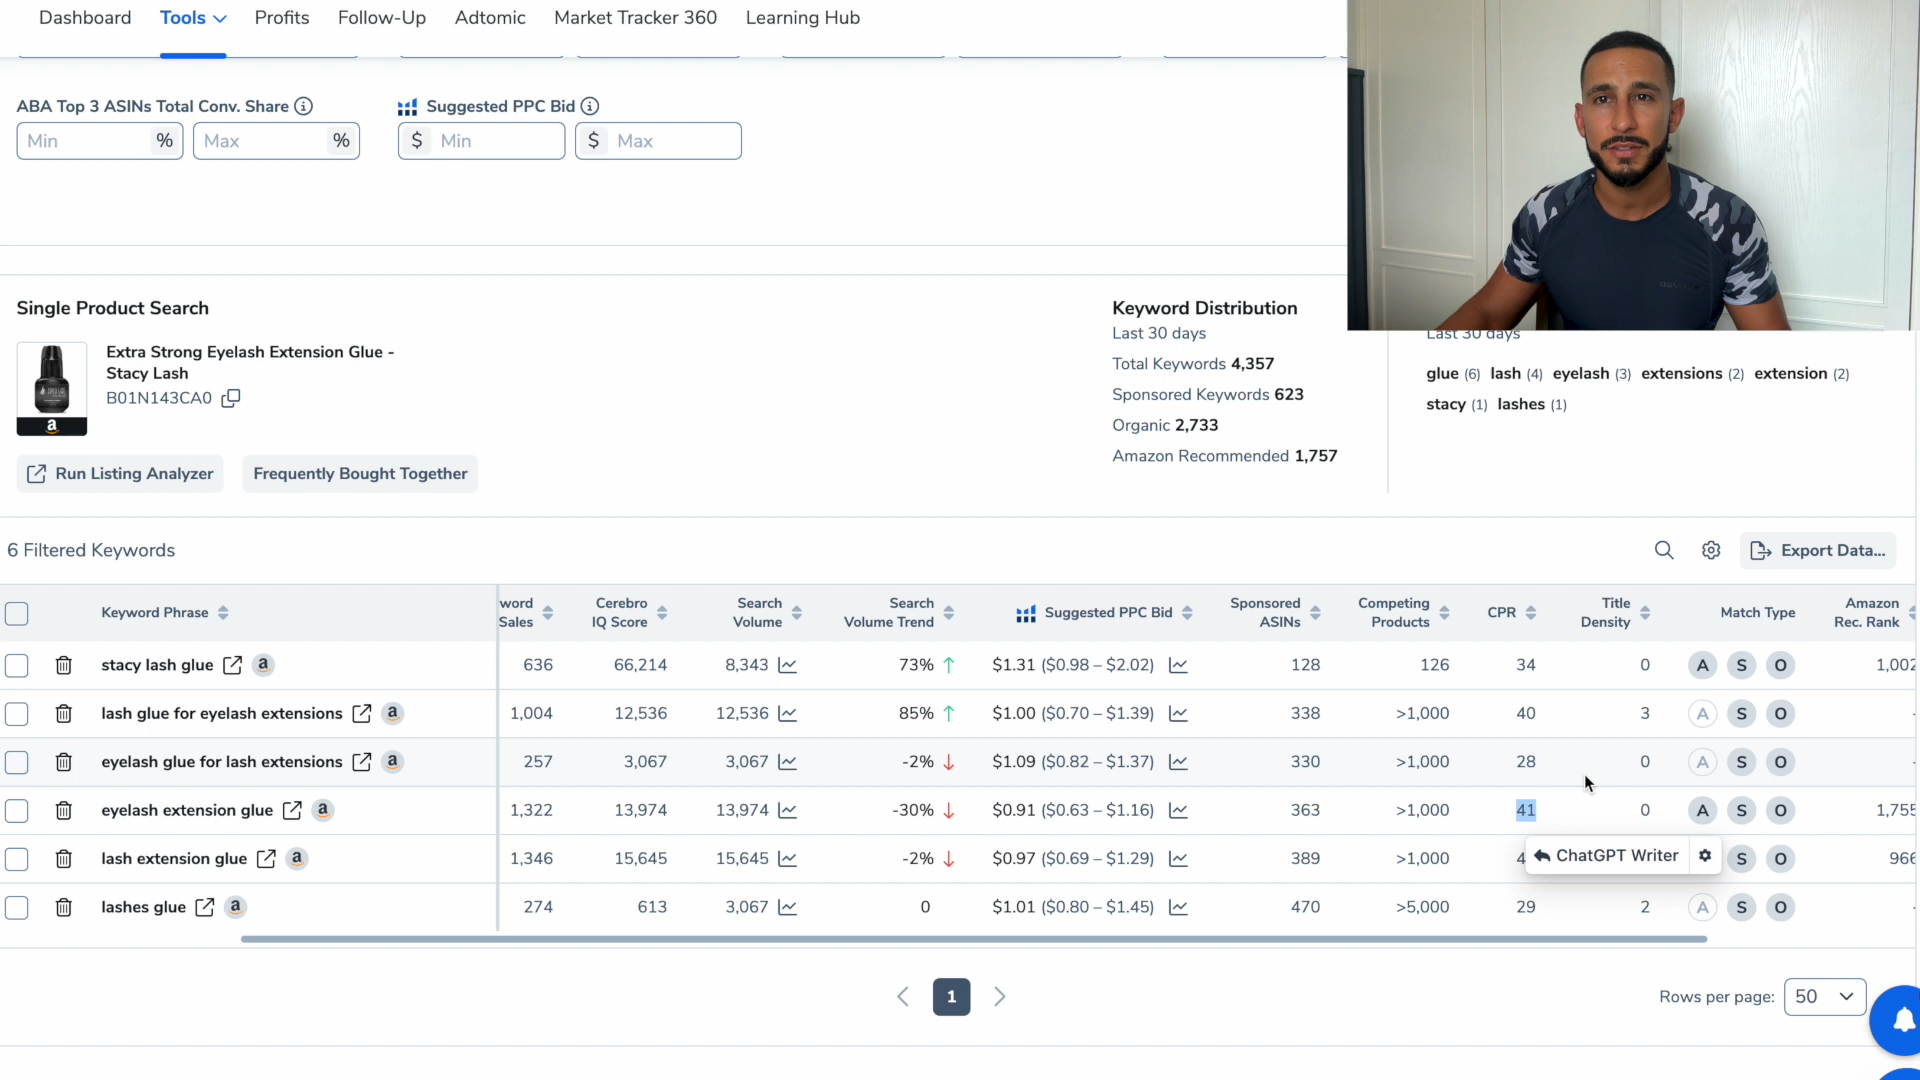 Dashboard Tools Profits Follow-Up Adtomic Market Tracker 360 Learning Hub
ABA Top 3 ASINs Total Conv. Share Suggested PPC Bid
Min % Max % $ Min $ Max
Single Product Search
Extra Strong Eyelash Extension Glue -
Stacy Lash
B01N143CA0
a
Run Listing Analyzer Frequently Bought Together
Keyword Distribution
Last 30 days
Total Keywords 4,357
Sponsored Keywords 623
Organic 2,733
Amazon Recommended 1,757
Last 30 days
glue (6) lash (4) eyelash (3) extensions (2) extension (2)
stacy (1) lashes (1)
6 Filtered Keywords
Export Data...
Keyword Phrase word Sales Cerebro IQ Score Search Volume Search Volume Trend Suggested PPC Bid Sponsored ASINs Competing Products CPR Title Density Match Type Amazon Rec. Rank
stacy lash glue a 636 66,214 8,343 73% ↑ $1.31 ($0.98 – $2.02) 128 126 34 0 A S O 1,002
lash glue for eyelash extensions a 1,004 12,536 12,536 85% ↑ $1.00 ($0.70 – $1.39) 338 >1,000 40 3 A S O -
eyelash glue for lash extensions a 257 3,067 3,067 -2% ↓ $1.09 ($0.82 – $1.37) 330 >1,000 28 0 A S O -
eyelash extension glue a 1,322 13,974 13,974 -30% ↓ $0.91 ($0.63 – $1.16) 363 >1,000 41 0 A S O 1,755
lash extension glue a 1,346 15,645 15,645 -2% ↓ $0.97 ($0.69 – $1.29) 389 >1,000 4 S O 966
ChatGPT Writer
lashes glue a 274 613 3,067 0 $1.01 ($0.80 – $1.45) 470 >5,000 29 2 A S O -
1
Rows per page: 50